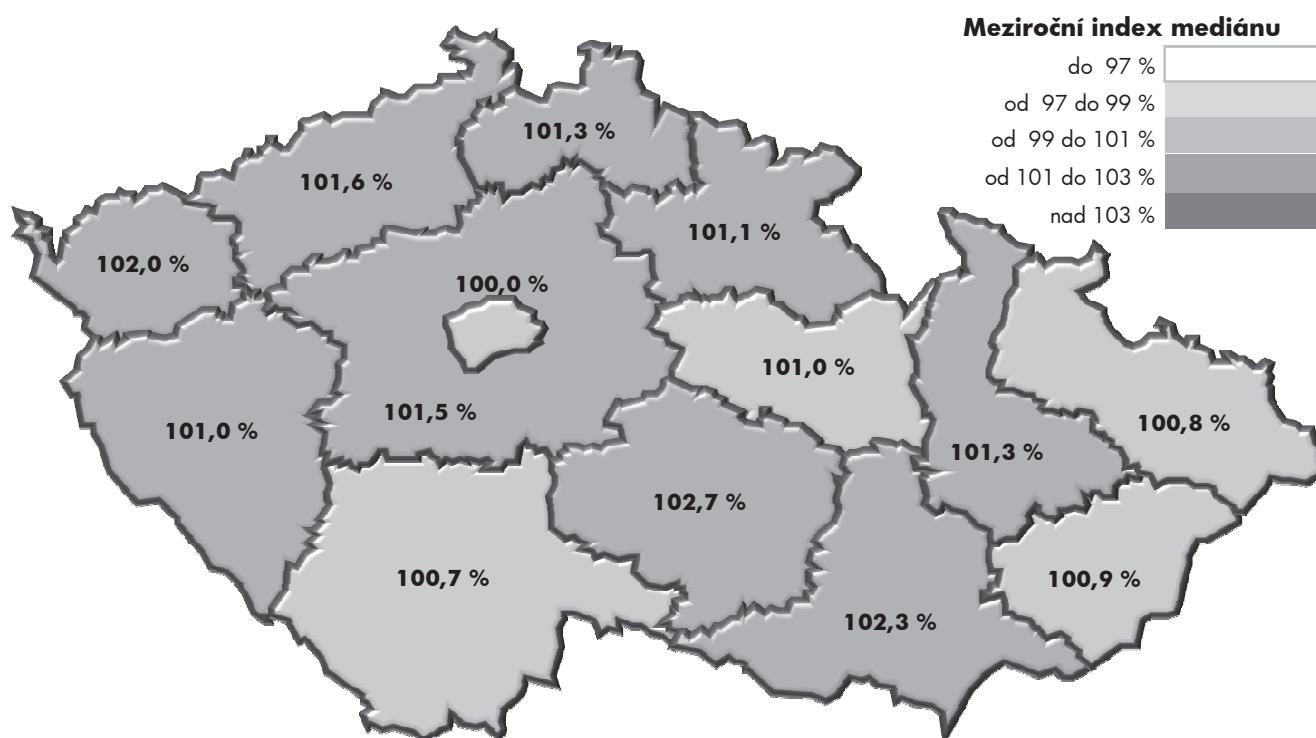 Meziroční index mediánu
do 97 %
od 97 do 99 %
od 99 do 101 %
od 101 do 103 %
nad 103 %
101,3 %
101,6 %
101,1 %
102,0 %
100,0 %
101,0 %
101,5 %
101,0 %
100,8 %
101,3 %
102,7 %
100,7 %
100,9 %
102,3 %